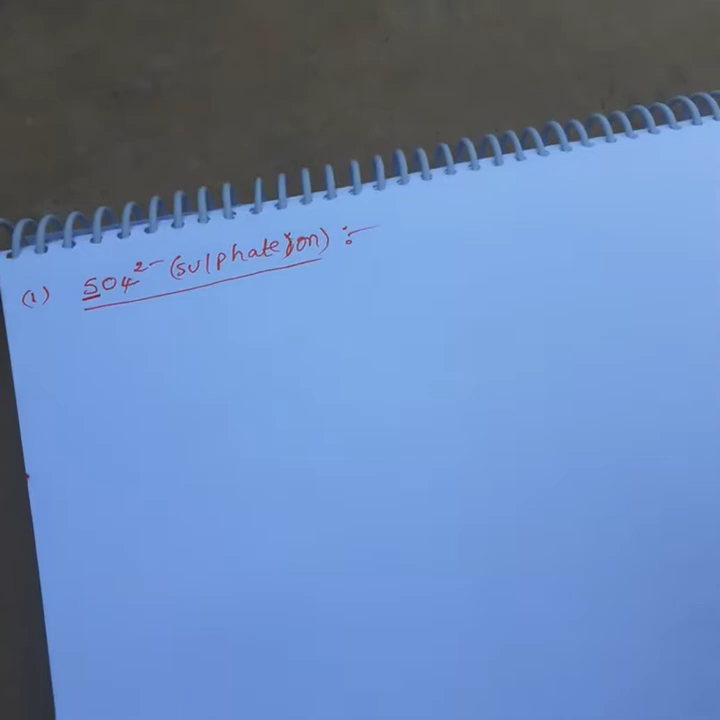 (1) SO₄²⁻ (sulphate ion) :-